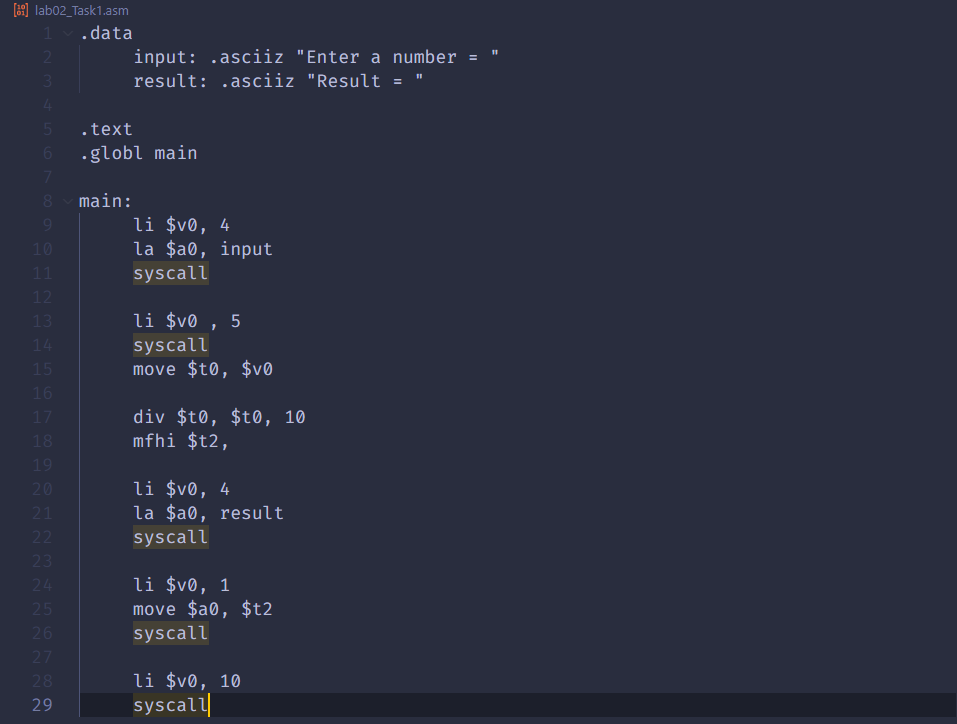 lab02_Task1.asm
1 .data
2 input: .asciiz "Enter a number = "
3 result: .asciiz "Result = "
4
5 .text
6 .globl main
7
8 main:
9 li $v0, 4
10 la $a0, input
11 syscall
12
13 li $v0 , 5
14 syscall
15 move $t0, $v0
16
17 div $t0, $t0, 10
18 mfhi $t2,
19
20 li $v0, 4
21 la $a0, result
22 syscall
23
24 li $v0, 1
25 move $a0, $t2
26 syscall
27
28 li $v0, 10
29 syscall